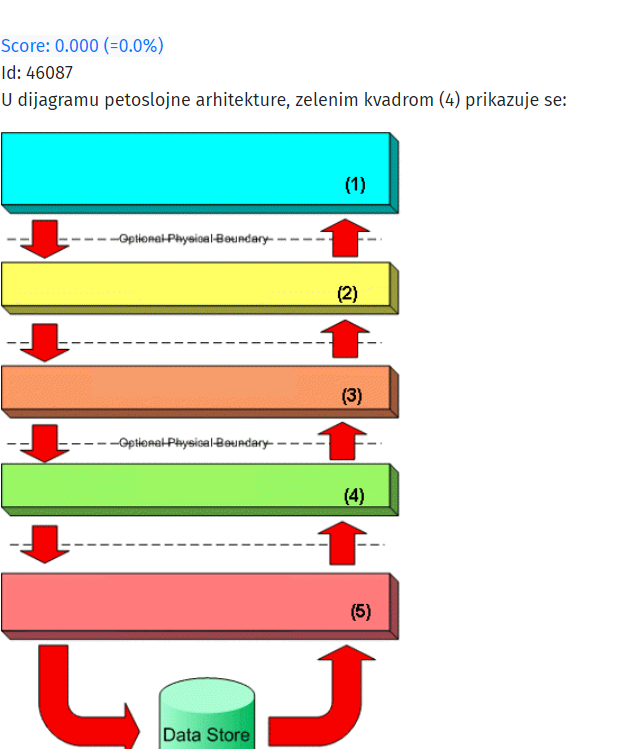 Score: 0.000 (=0.0%)
Id: 46087
U dijagramu petoslojne arhitekture, zelenim kvadrom (4) prikazuje se:
(1)
Optional Physical Boundary
(2)
(3)
Optional Physical Boundary
(4)
(5)
Data Store